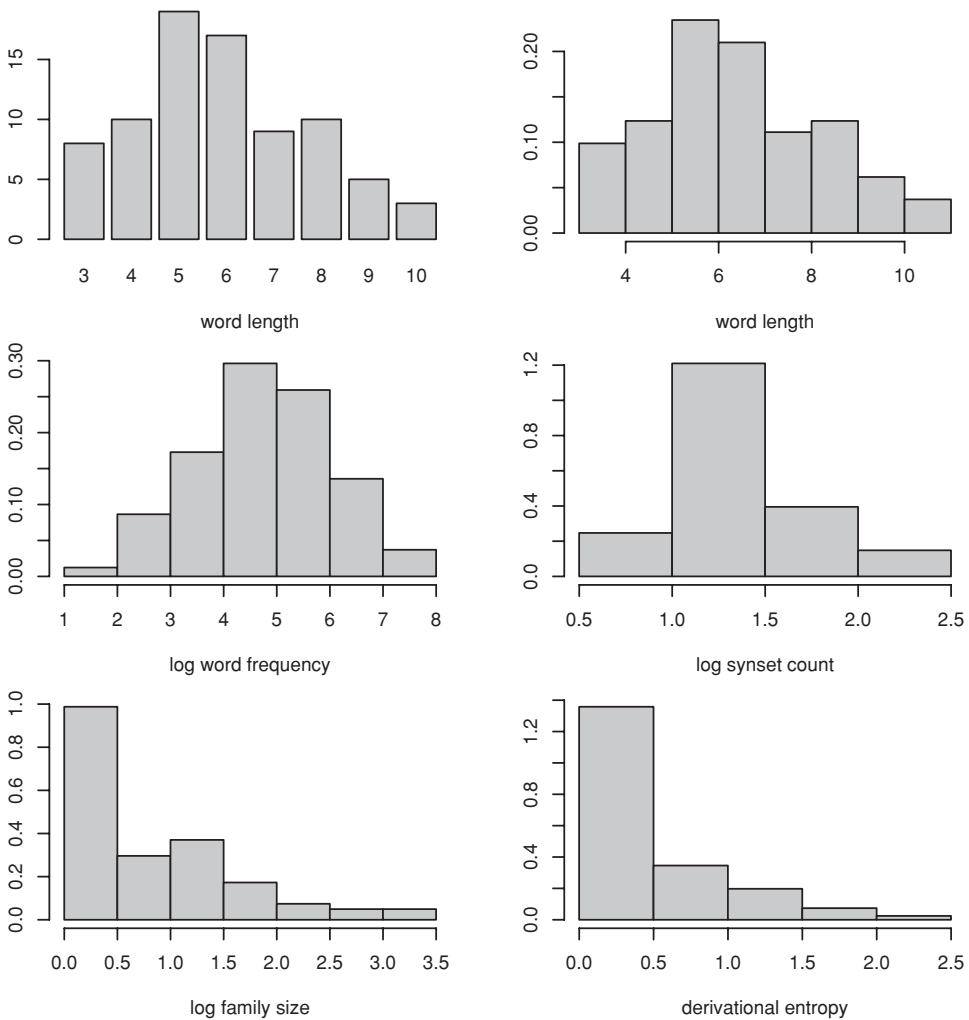 0 5 10 15
3 4 5 6 7 8 9 10
word length
0.00 0.10 0.20
4 6 8 10
word length
0.00 0.10 0.20 0.30
1 2 3 4 5 6 7 8
log word frequency
0.0 0.4 0.8 1.2
0.5 1.0 1.5 2.0 2.5
log synset count
0.0 0.2 0.4 0.6 0.8 1.0
0.0 0.5 1.0 1.5 2.0 2.5 3.0 3.5
log family size
0.0 0.4 0.8 1.2
0.0 0.5 1.0 1.5 2.0 2.5
derivational entropy